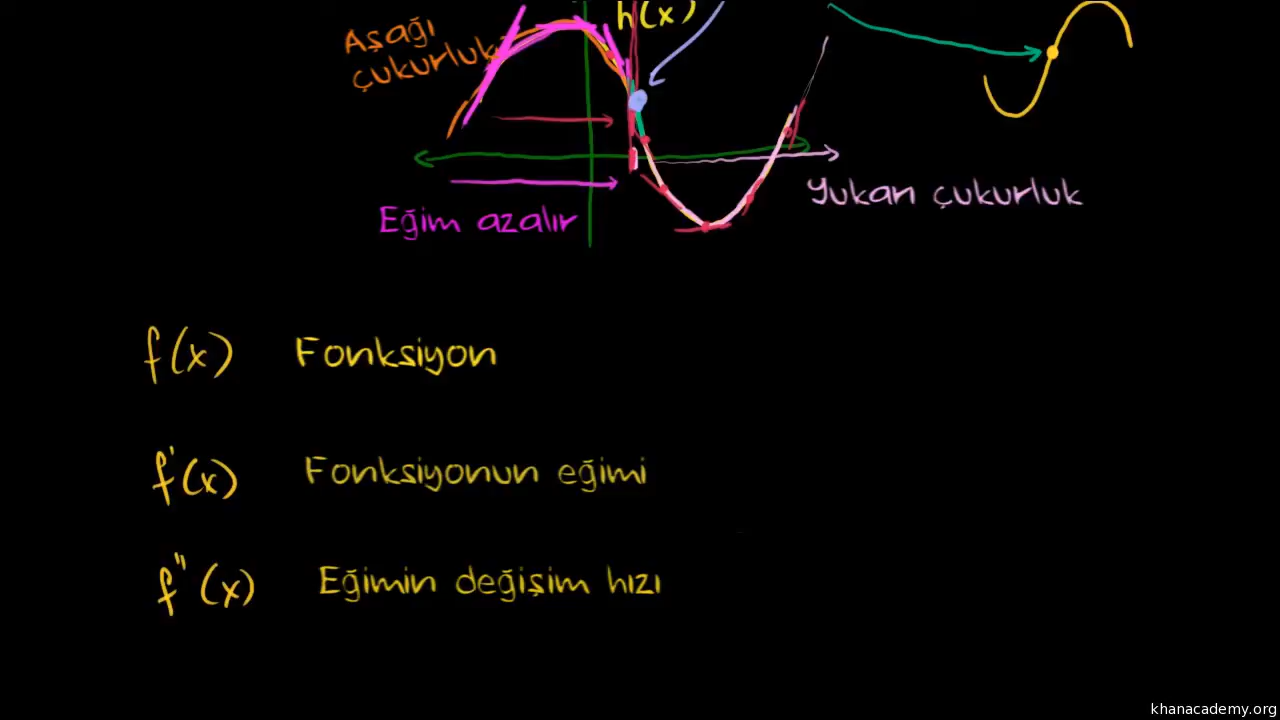 h(x)
Aşağı
çukurluk
Yukarı çukurluk
Eğim azalır
f(x) Fonksiyon
f'(x) Fonksiyonun eğimi
f"(x) Eğimin değişim hızı
khanacademy.org